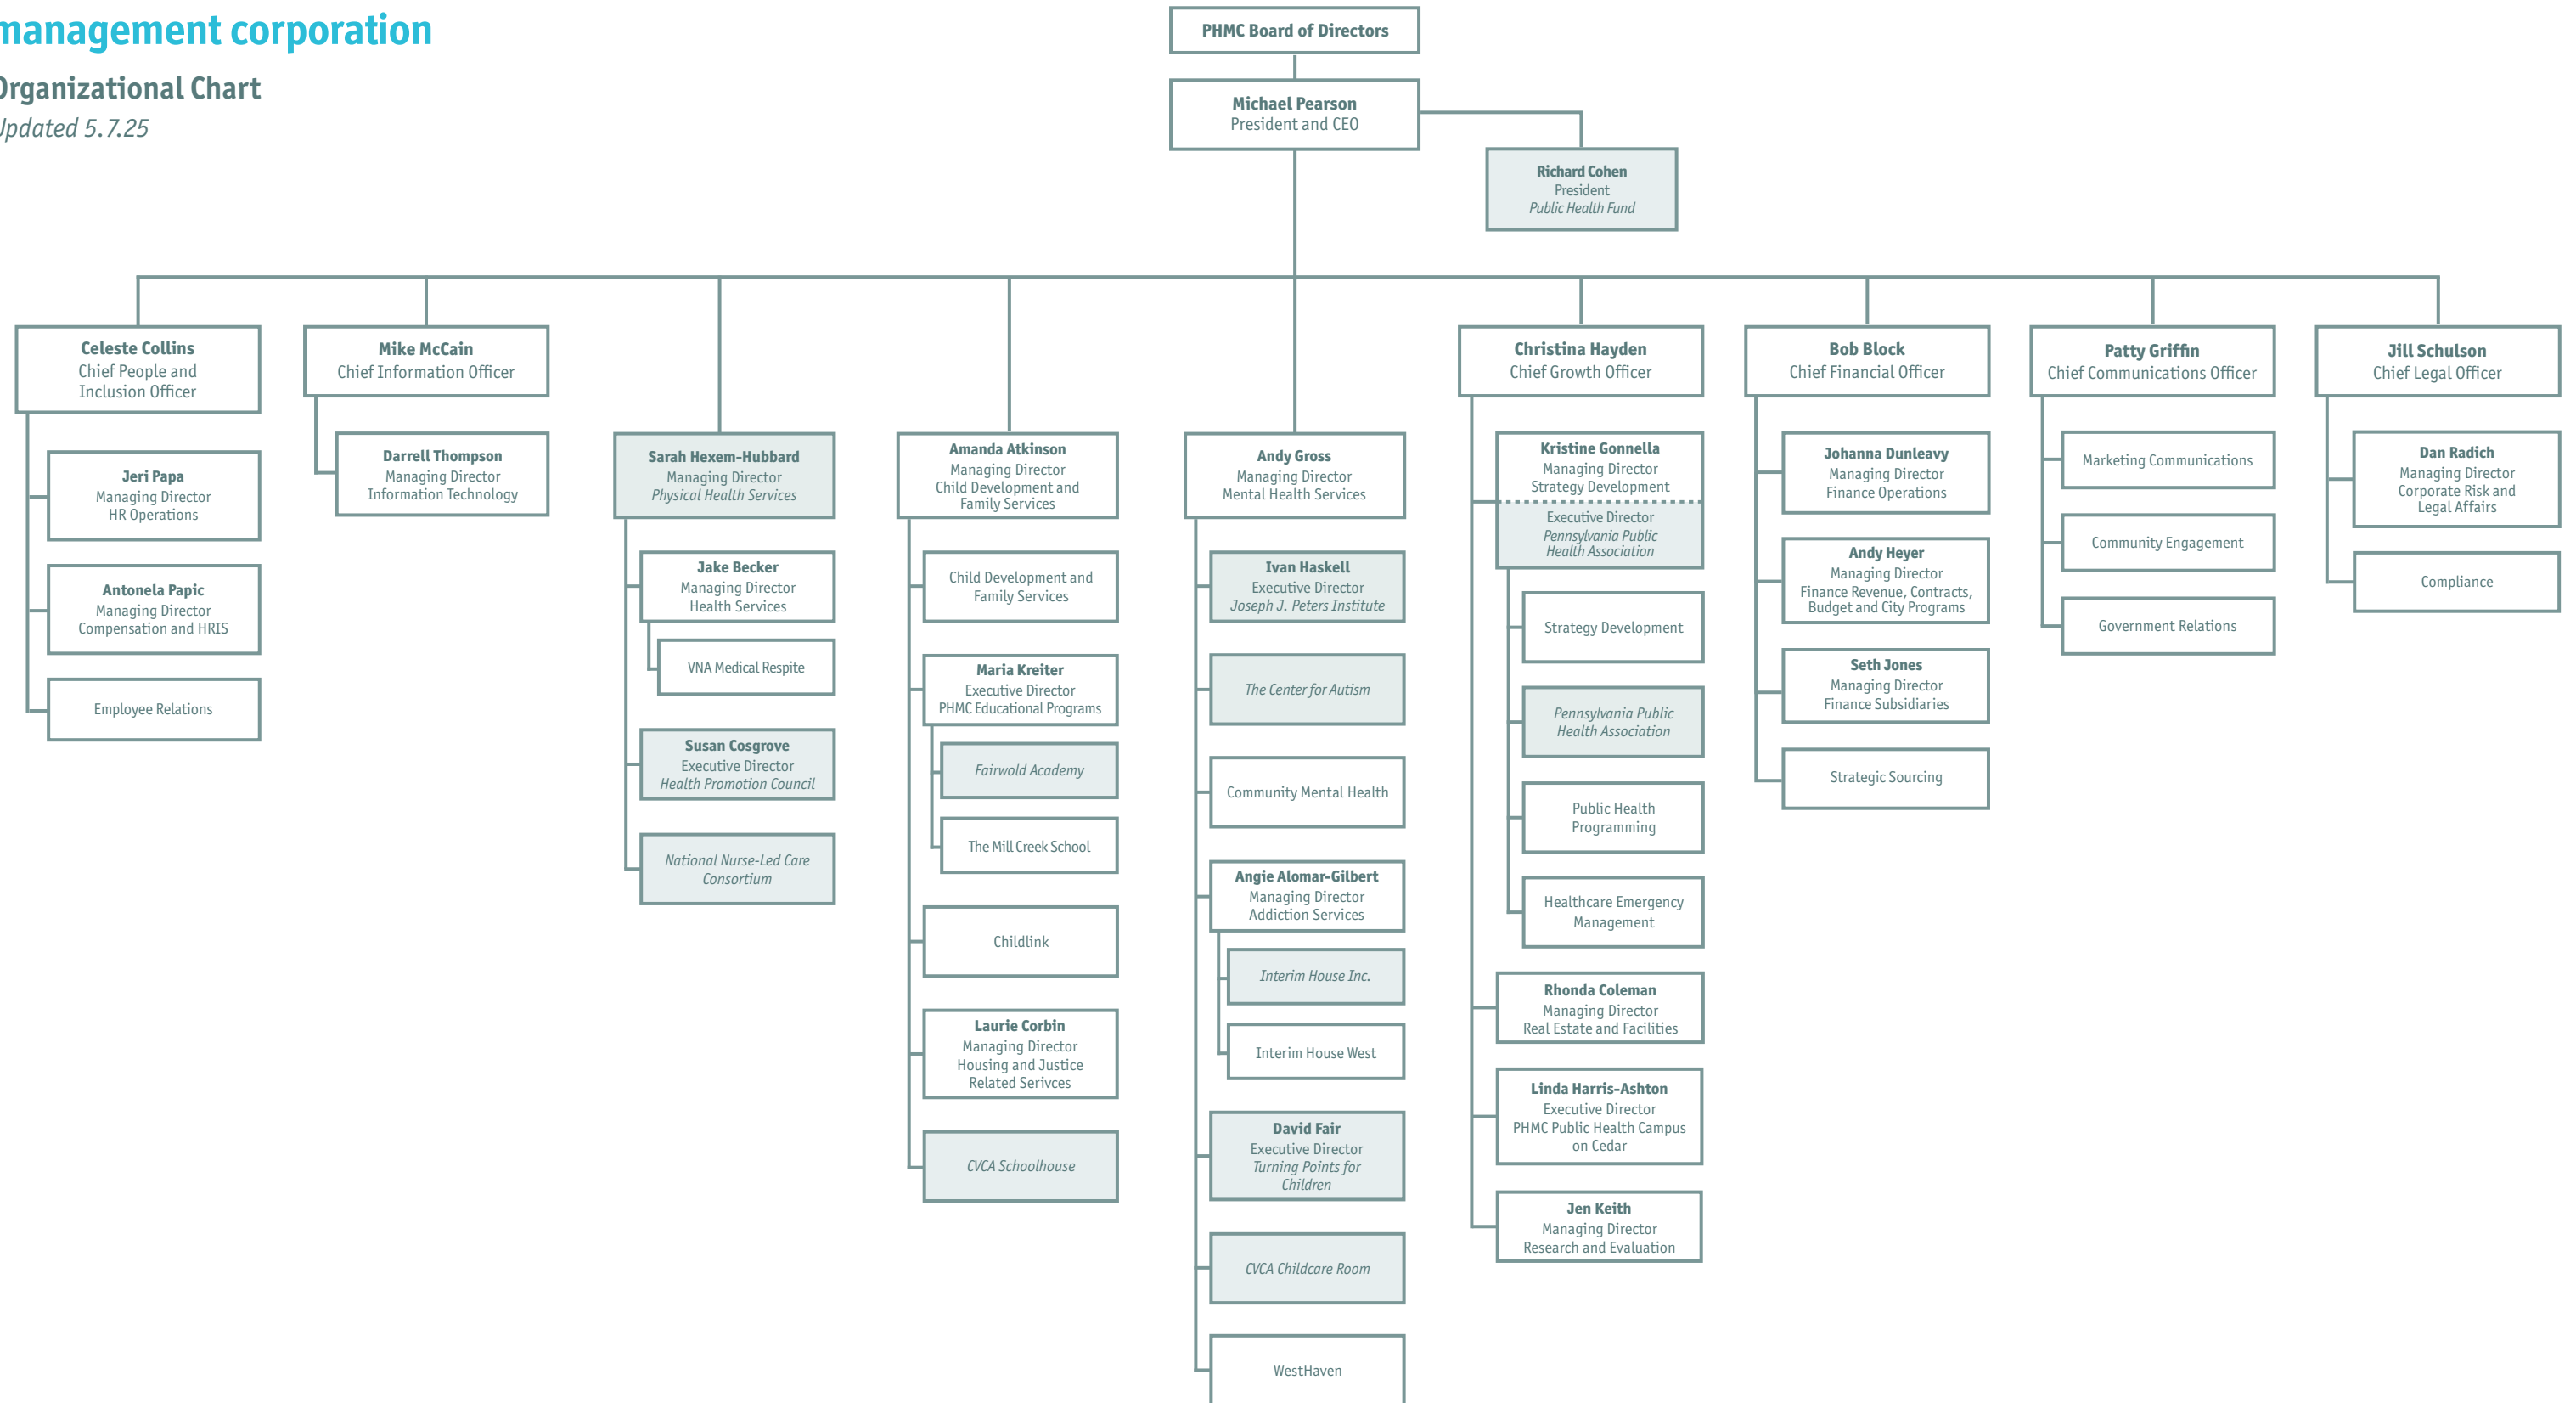 management corporation
Organizational Chart
Updated 5.7.25
PHMC Board of Directors
Michael Pearson
President and CEO
Richard Cohen
President
Public Health Fund
Celeste Collins
Chief People and
Inclusion Officer
Jeri Papa
Managing Director
HR Operations
Antonela Papic
Managing Director
Compensation and HRIS
Employee Relations
Mike McCain
Chief Information Officer
Darrell Thompson
Managing Director
Information Technology
Sarah Hexem-Hubbard
Managing Director
Physical Health Services
Jake Becker
Managing Director
Health Services
VNA Medical Respite
Susan Cosgrove
Executive Director
Health Promotion Council
National Nurse-Led Care
Consortium
Amanda Atkinson
Managing Director
Child Development and
Family Services
Child Development and
Family Services
Maria Kreiter
Executive Director
PHMC Educational Programs
Fairwold Academy
The Mill Creek School
Childlink
Laurie Corbin
Managing Director
Housing and Justice
Related Serivces
CVCA Schoolhouse
Andy Gross
Managing Director
Mental Health Services
Ivan Haskell
Executive Director
Joseph J. Peters Institute
The Center for Autism
Community Mental Health
Angie Alomar-Gilbert
Managing Director
Addiction Services
Interim House Inc.
Interim House West
David Fair
Executive Director
Turning Points for
Children
CVCA Childcare Room
WestHaven
Christina Hayden
Chief Growth Officer
Kristine Gonnella
Managing Director
Strategy Development
Executive Director
Pennsylvania Public
Health Association
Strategy Development
Pennsylvania Public
Health Association
Public Health
Programming
Healthcare Emergency
Management
Rhonda Coleman
Managing Director
Real Estate and Facilities
Linda Harris-Ashton
Executive Director
PHMC Public Health Campus
on Cedar
Jen Keith
Managing Director
Research and Evaluation
Bob Block
Chief Financial Officer
Johanna Dunleavy
Managing Director
Finance Operations
Andy Heyer
Managing Director
Finance Revenue, Contracts,
Budget and City Programs
Seth Jones
Managing Director
Finance Subsidiaries
Strategic Sourcing
Patty Griffin
Chief Communications Officer
Marketing Communications
Community Engagement
Government Relations
Jill Schulson
Chief Legal Officer
Dan Radich
Managing Director
Corporate Risk and
Legal Affairs
Compliance